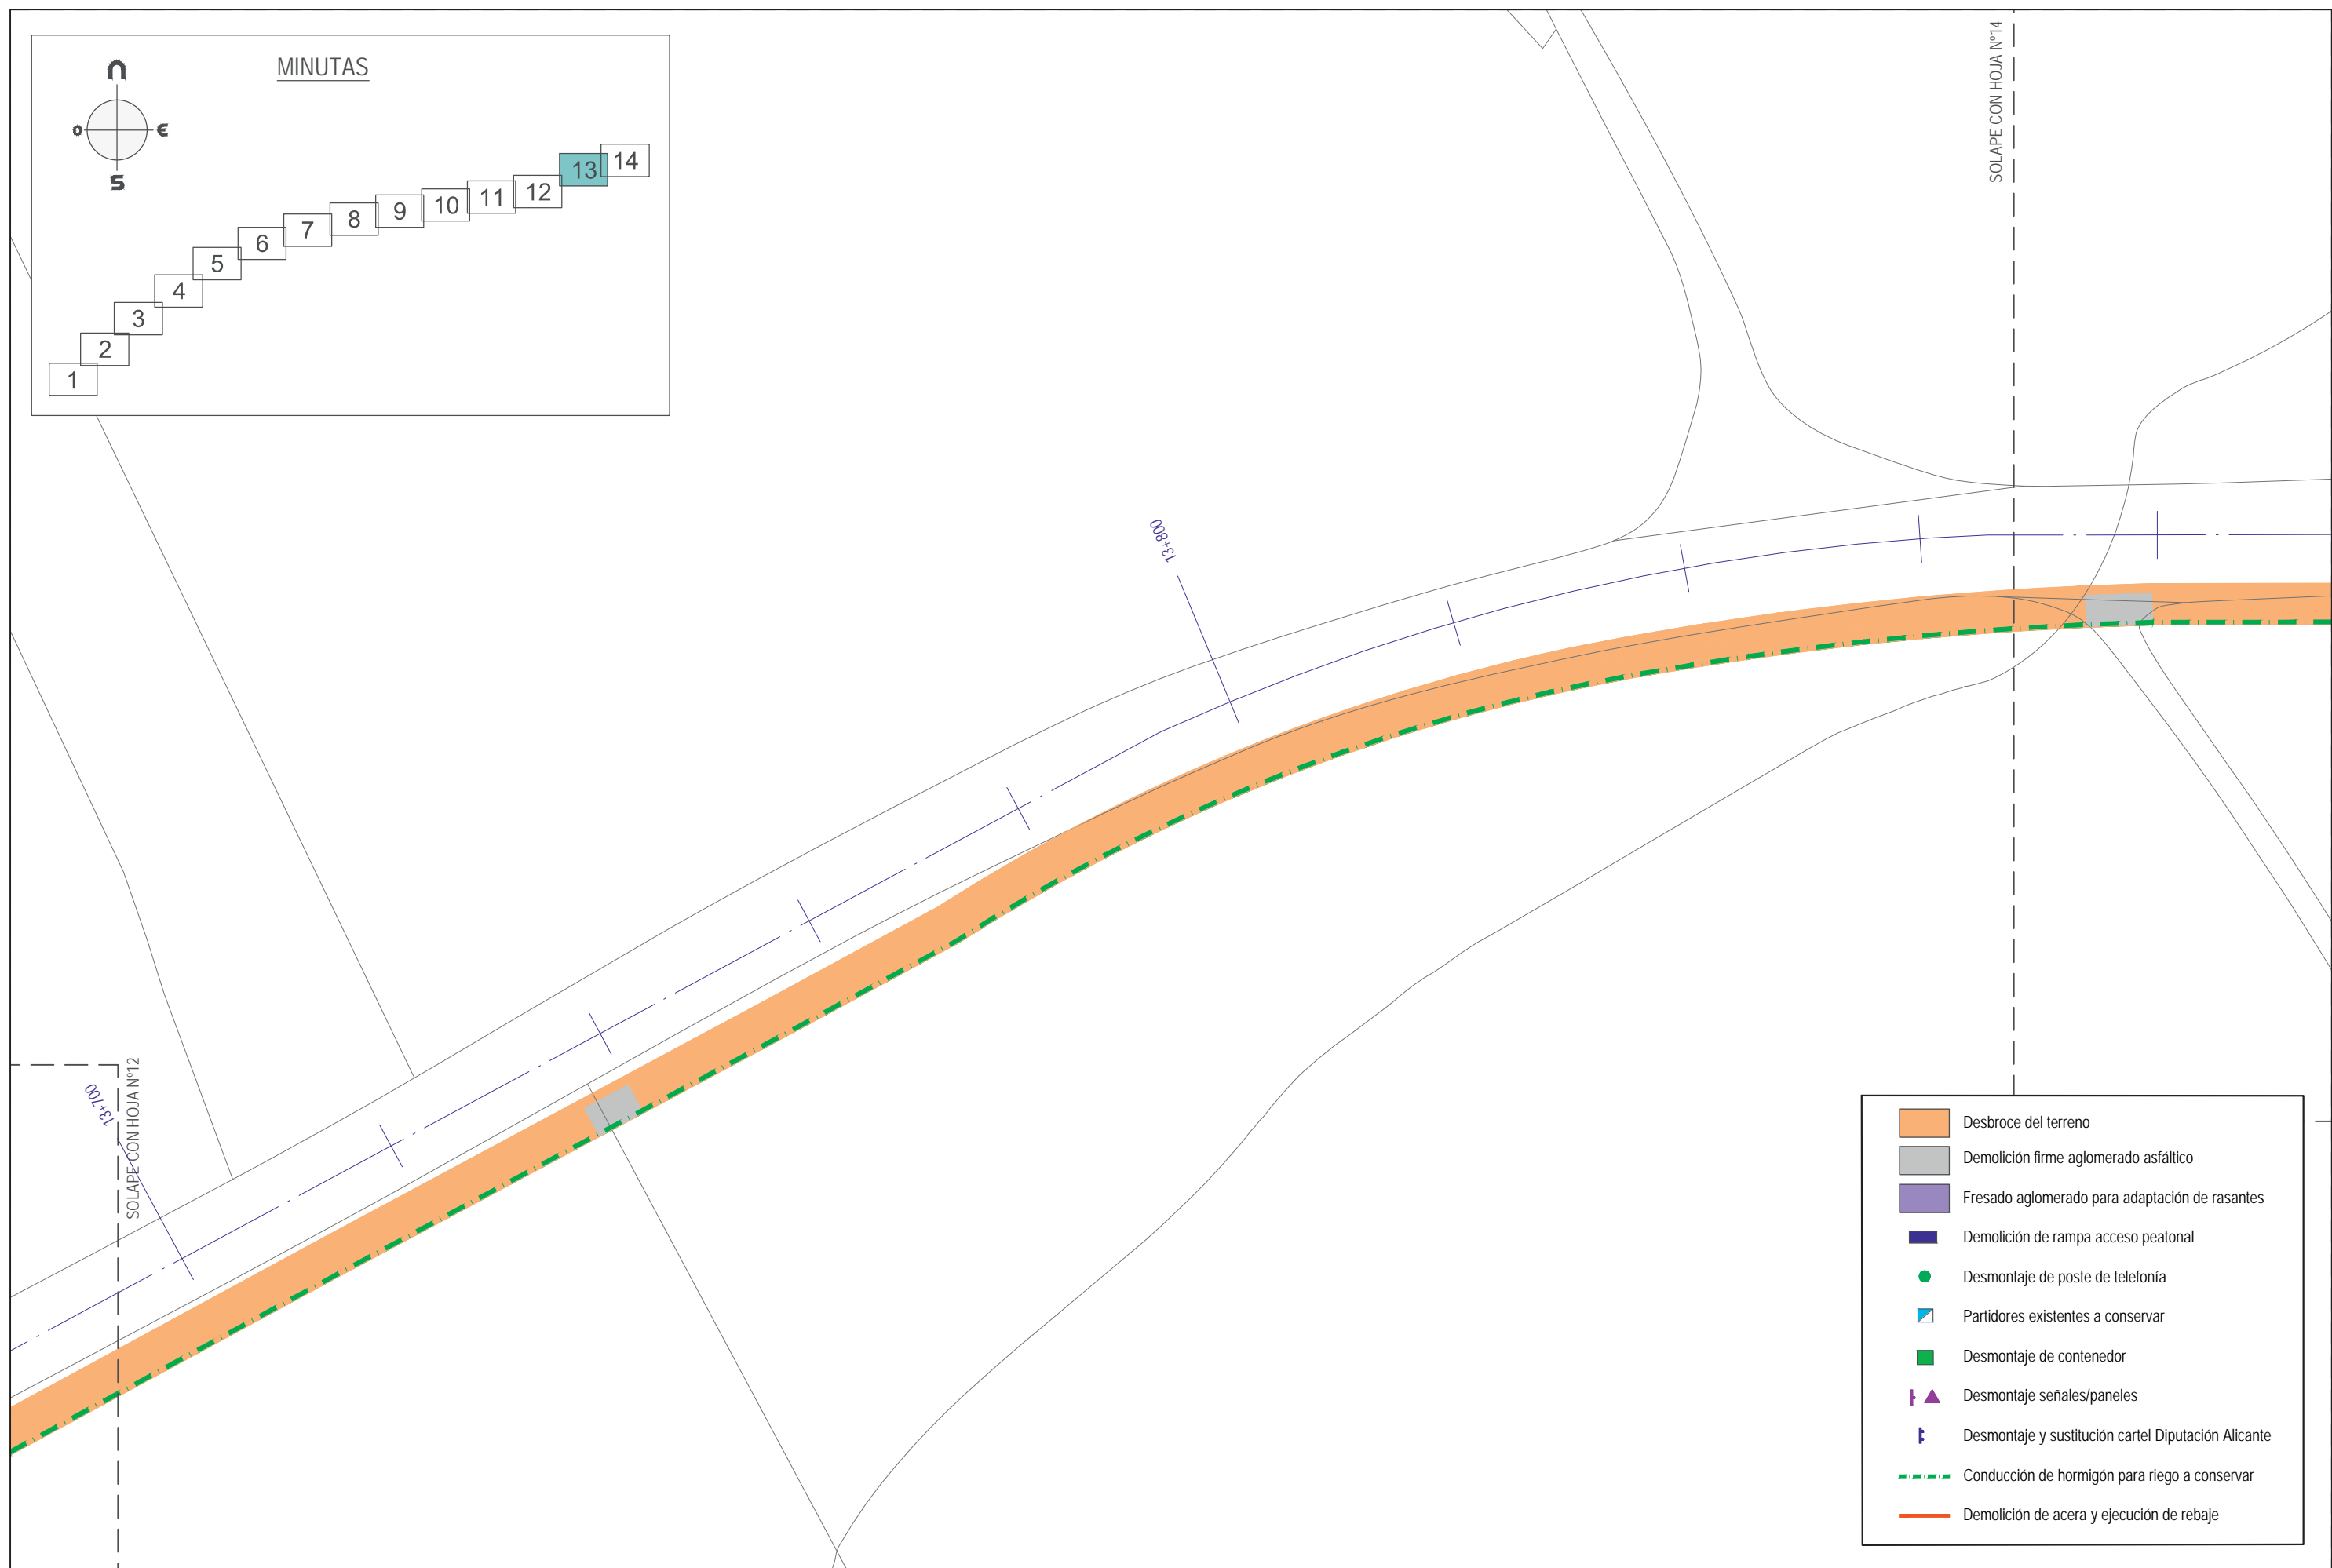 MINUTAS
N
O
E
S
1
2
3
4
5
6
7
8
9
10
11
12
13
14
SOLAPE CON HOJA Nº14
13+800
SOLAPE CON HOJA Nº12
13+700
Desbroce del terreno
Demolición firme aglomerado asfáltico
Fresado aglomerado para adaptación de rasantes
Demolición de rampa acceso peatonal
Desmontaje de poste de telefonía
Partidores existentes a conservar
Desmontaje de contenedor
Desmontaje señales/paneles
Desmontaje y sustitución cartel Diputación Alicante
Conducción de hormigón para riego a conservar
Demolición de acera y ejecución de rebaje